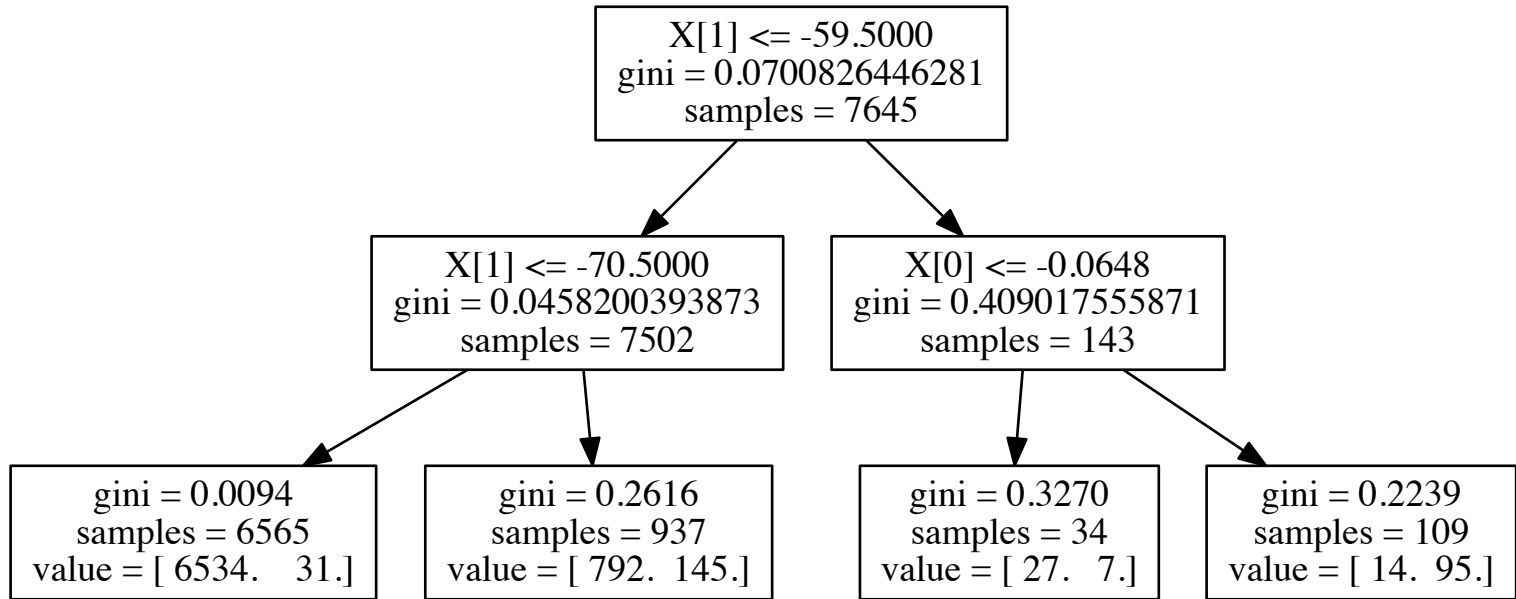 X[1] <= -59.5000
gini = 0.0700826446281
samples = 7645
X[1] <= -70.5000
gini = 0.0458200393873
samples = 7502
X[0] <= -0.0648
gini = 0.409017555871
samples = 143
gini = 0.0094
samples = 6565
value = [ 6534.    31.]
gini = 0.2616
samples = 937
value = [ 792.  145.]
gini = 0.3270
samples = 34
value = [ 27.   7.]
gini = 0.2239
samples = 109
value = [ 14.  95.]